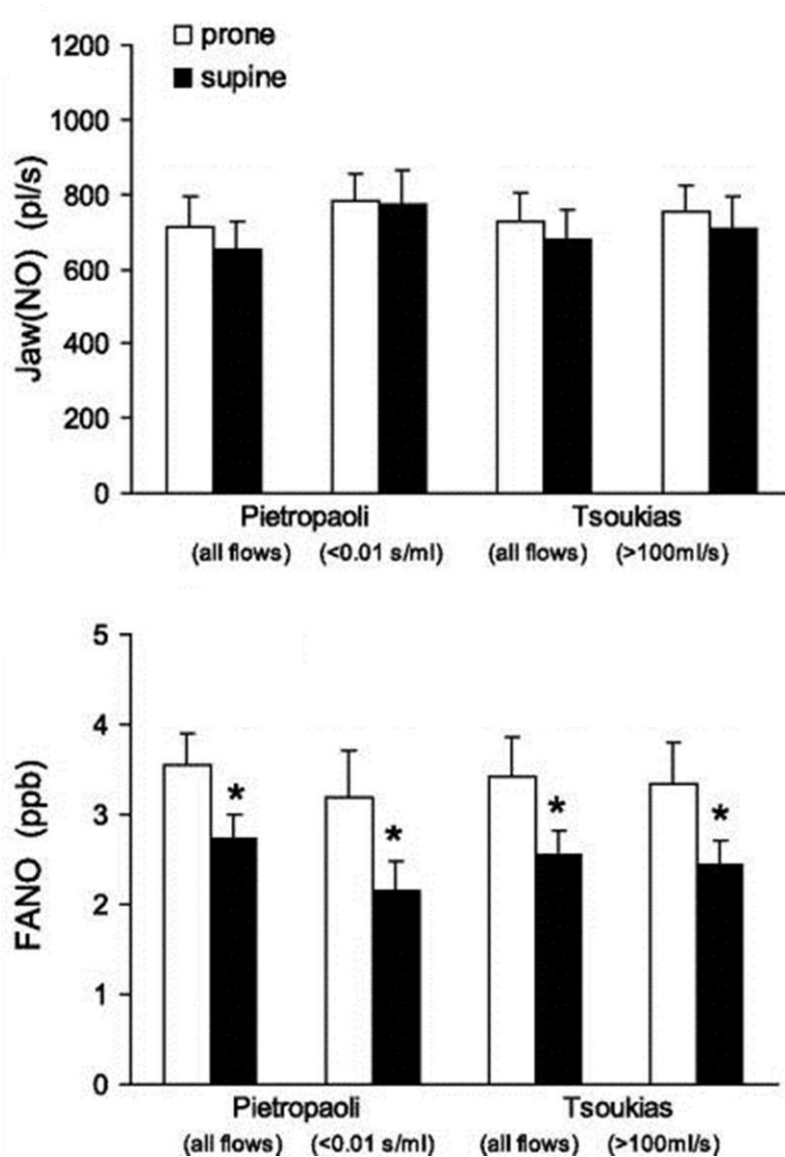 prone
supine
Jaw(NO) (pl/s)
1200
1000
800
600
400
200
0
Pietropaoli Tsoukias
(all flows) (<0.01 s/ml) (all flows) (>100ml/s)
FANO (ppb)
5
4
3
2
1
0
* * * *
Pietropaoli Tsoukias
(all flows) (<0.01 s/ml) (all flows) (>100ml/s)